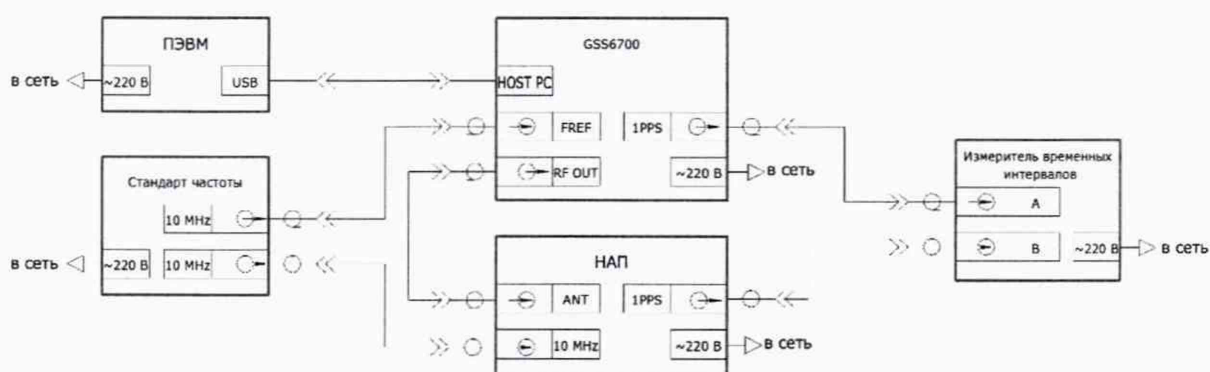 ПЭВМ
в сеть
~220 В
USB
GSS6700
HOST PC
FREF
1PPS
RF OUT
~220 В
в сеть
Стандарт частоты
10 MHz
в сеть
~220 В
10 MHz
Измеритель временных
интервалов
А
В
~220 В
в сеть
НАП
ANT
1PPS
10 MHz
~220 В
в сеть